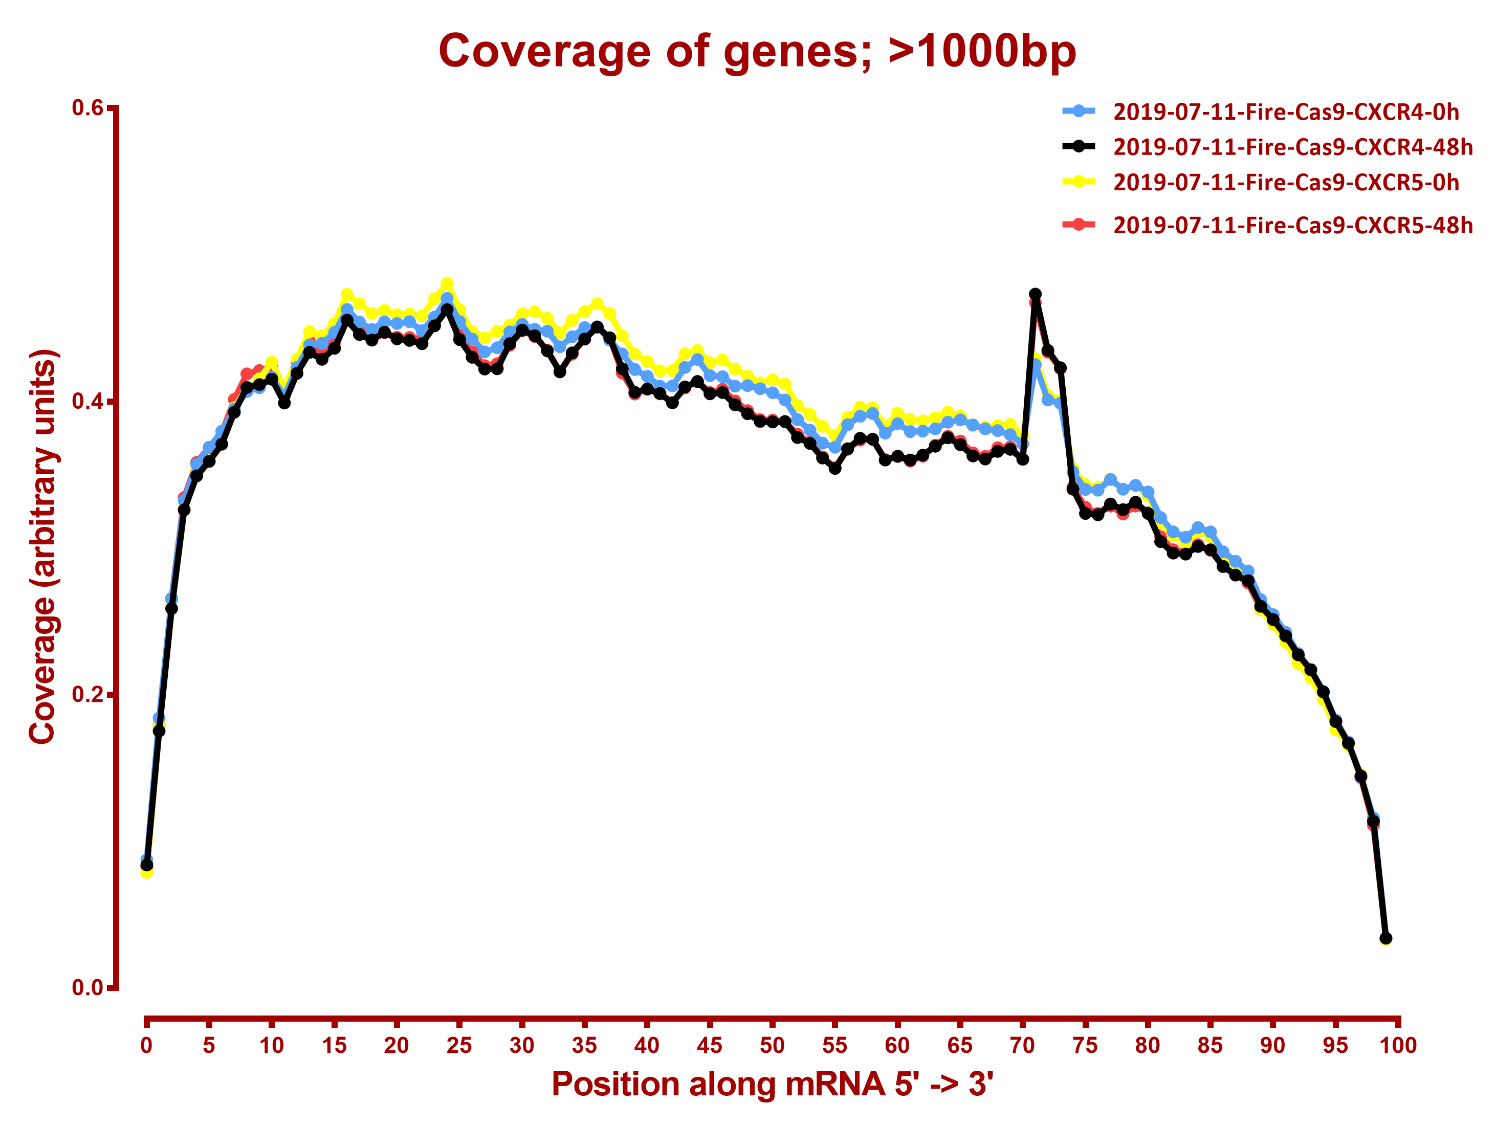 Coverage of genes; >1000bp
2019-07-11-Fire-Cas9-CXCR4-0h
2019-07-11-Fire-Cas9-CXCR4-48h
2019-07-11-Fire-Cas9-CXCR5-0h
2019-07-11-Fire-Cas9-CXCR5-48h
Coverage (arbitrary units)
0.6
0.4
0.2
0.0
0 5 10 15 20 25 30 35 40 45 50 55 60 65 70 75 80 85 90 95 100
Position along mRNA 5' -> 3'